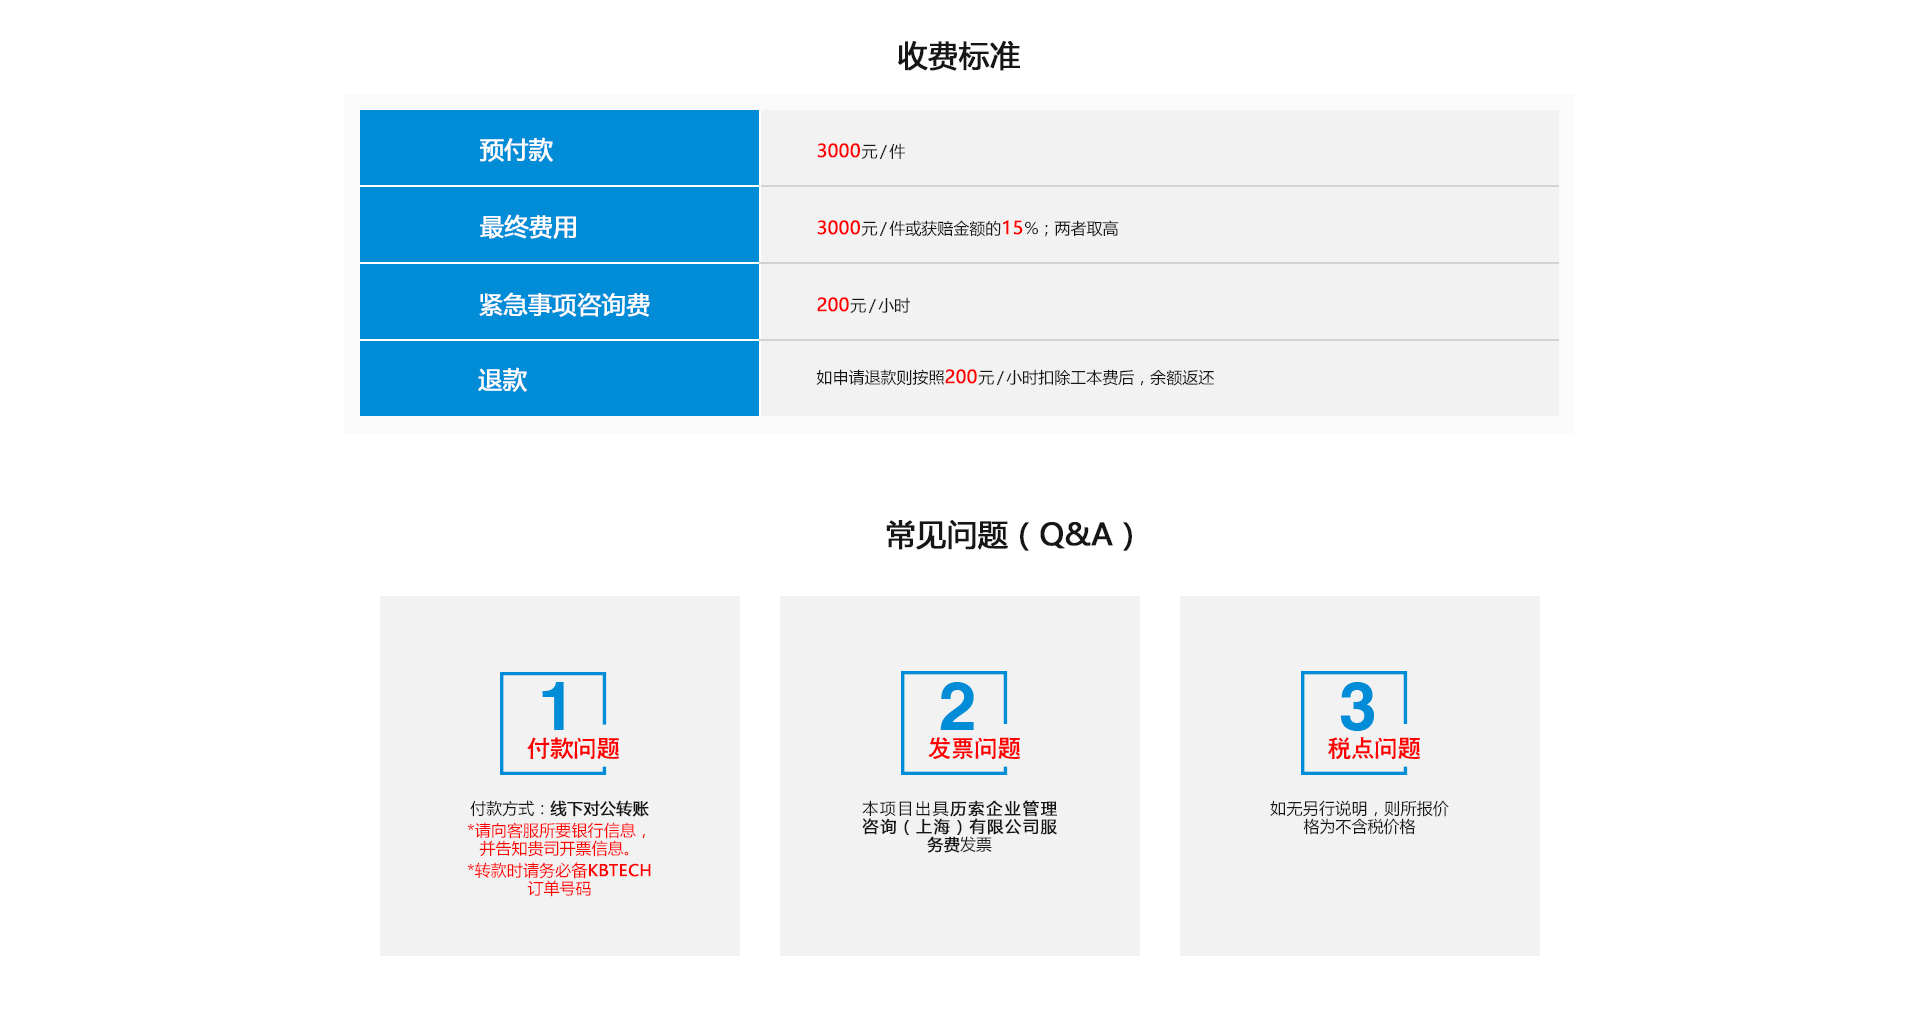 收费标准
预付款
3000元/件
最终费用
3000元/件或获赔金额的15%；两者取高
紧急事项咨询费
200元/小时
退款
如申请退款则按照200元/小时扣除工本费后，余额返还
常见问题（Q&A）
1
付款问题
付款方式：线下对公转账
*请向客服所要银行信息，
并告知贵司开票信息。
*转款时请务必备KBTECH
订单号码
2
发票问题
本项目出具历索企业管理
咨询（上海）有限公司服
务费发票
3
税点问题
如无另行说明，则所报价
格为不含税价格